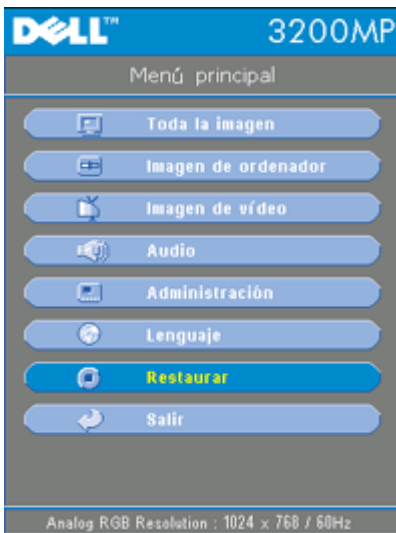 DELL™ 3200MP
Menú principal
Toda la imagen
Imagen de ordenador
Imagen de vídeo
Audio
Administración
Lenguaje
Restaurar
Salir
Analog RGB Resolution : 1024 x 768 / 60Hz